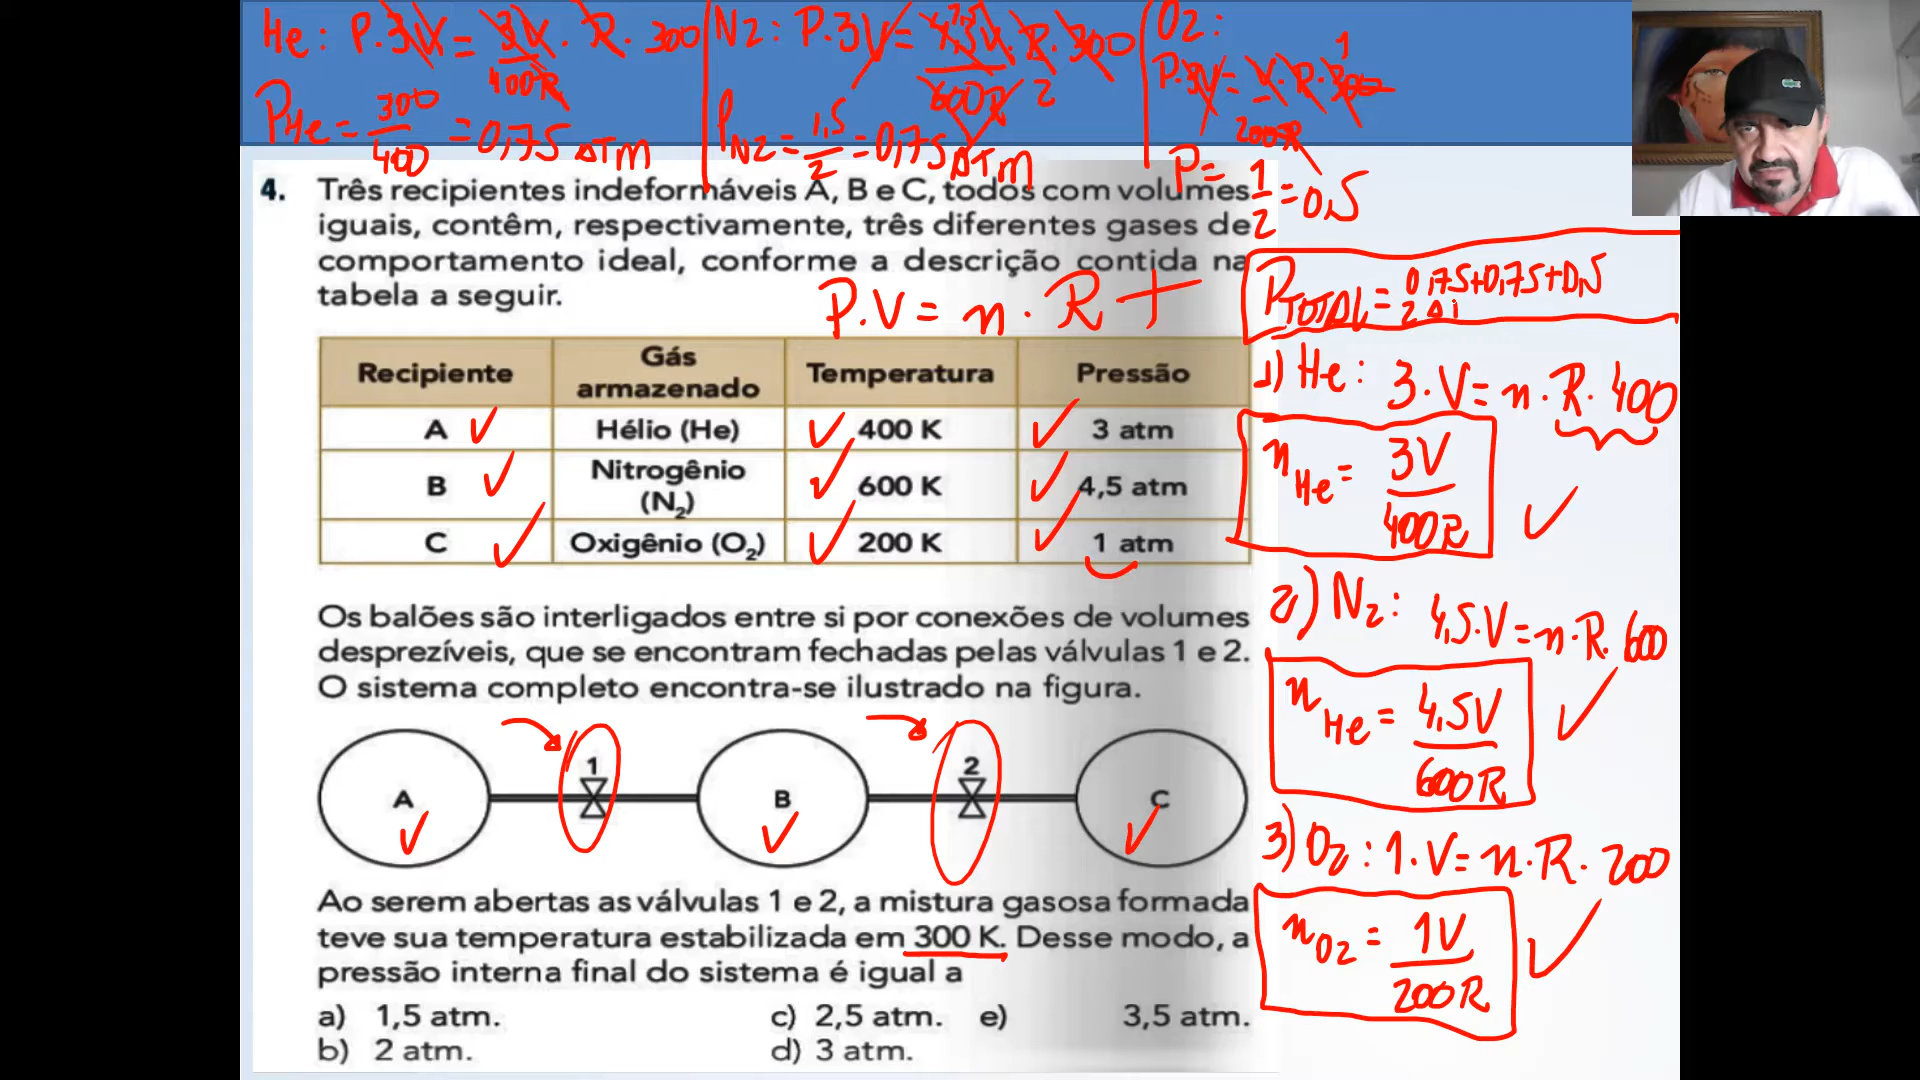 He: P.3V = 3V/400R . R . 300
P He = 300/400 = 0,75 ATM
N2: P.3V = 4,5V/600R . R . 300
2
P N2 = 1,5/2 = 0,75 ATM
O2:
P.3V = V/200R . R . 300
1
P = 1/2 = 0,5
P TOTAL = 0,75+0,75+0,5
4. Três recipientes indeformáveis A, B e C, todos com volumes
iguais, contêm, respectivamente, três diferentes gases de
comportamento ideal, conforme a descrição contida na
tabela a seguir.
P.V = n . R T
Recipiente Gás armazenado Temperatura Pressão
A Hélio (He) 400 K 3 atm
B Nitrogênio (N2) 600 K 4,5 atm
C Oxigênio (O2) 200 K 1 atm
Os balões são interligados entre si por conexões de volumes
desprezíveis, que se encontram fechadas pelas válvulas 1 e 2.
O sistema completo encontra-se ilustrado na figura.
A 1 B 2 C
Ao serem abertas as válvulas 1 e 2, a mistura gasosa formada
teve sua temperatura estabilizada em 300 K. Desse modo, a
pressão interna final do sistema é igual a
a) 1,5 atm. c) 2,5 atm. e) 3,5 atm.
b) 2 atm. d) 3 atm.
1) He: 3.V = n.R.400
n He = 3V/400R
2) N2: 4,5.V = n.R.600
n He = 4,5V/600R
3) O2: 1.V = n.R.200
n O2 = 1V/200R